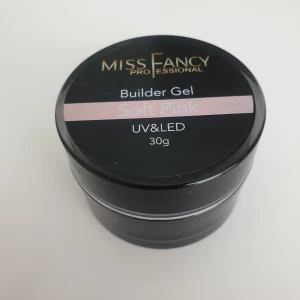 MISS FANCY
PROFESSIONAL
Builder Gel
Soft Pink
UV&LED
30g